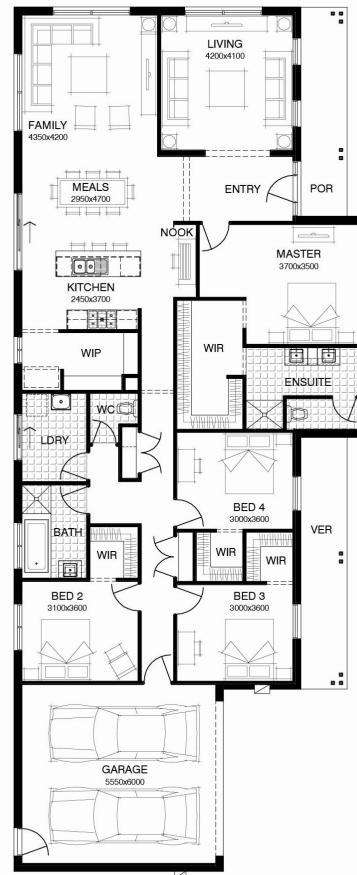 LIVING
4200x4100
FAMILY
4350x4200
MEALS
2950x4700
ENTRY
POR
NOOK
MASTER
3700x3500
KITCHEN
2450x3700
WIP
WIR
ENSUITE
WC
LDRY
BED 4
3000x3600
VER
BATH
WIR
WIR
WIR
BED 2
3100x3600
BED 3
3000x3600
GARAGE
5550x6000